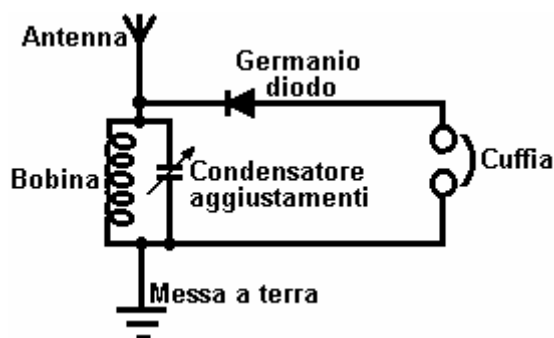 Antenna
Germanio
diodo
Bobina
Condensatore
aggiustamenti
Cuffia
Messa a terra